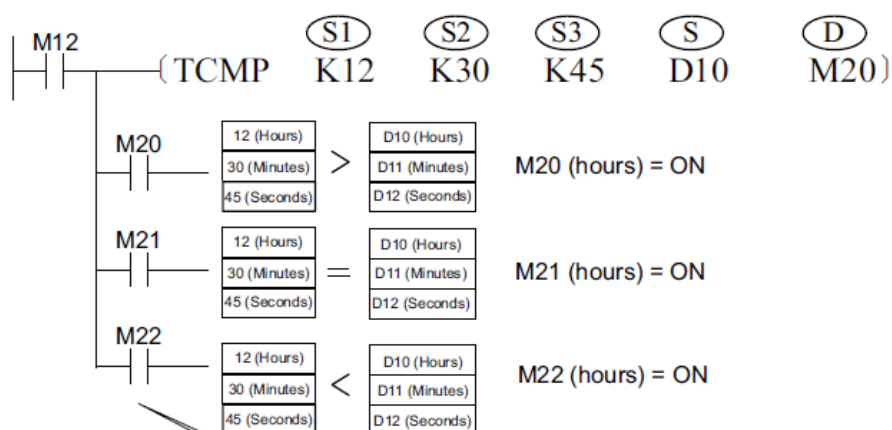 M12
S1 S2 S3 S D
TCMP K12 K30 K45 D10 M20
M20
12 (Hours) D10 (Hours)
30 (Minutes) > D11 (Minutes) M20 (hours) = ON
45 (Seconds) D12 (Seconds)
M21
12 (Hours) D10 (Hours)
30 (Minutes) = D11 (Minutes) M21 (hours) = ON
45 (Seconds) D12 (Seconds)
M22
12 (Hours) D10 (Hours)
30 (Minutes) < D11 (Minutes) M22 (hours) = ON
45 (Seconds) D12 (Seconds)